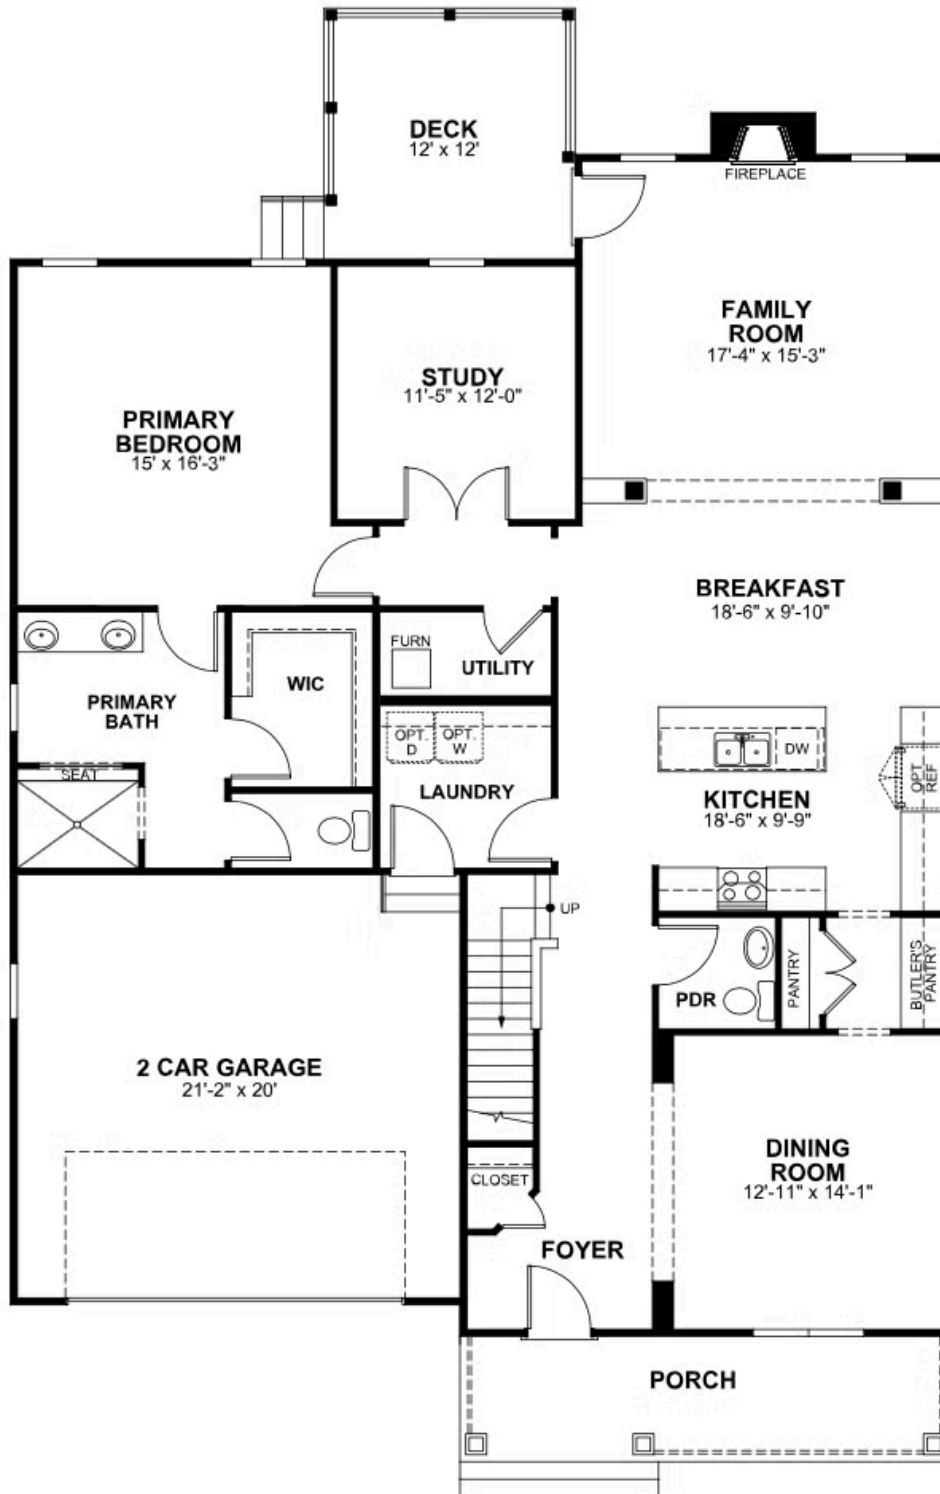 DECK
12' x 12'
FIREPLACE
FAMILY
ROOM
17'-4" x 15'-3"
STUDY
11'-5" x 12'-0"
PRIMARY
BEDROOM
15' x 16'-3"
BREAKFAST
18'-6" x 9'-10"
FURN
UTILITY
WIC
PRIMARY
BATH
OPT.
D
OPT.
W
DW
OPT.
REF
SEAT
LAUNDRY
KITCHEN
18'-6" x 9'-9"
UP
PDR
PANTRY
BUTLER'S
PANTRY
2 CAR GARAGE
21'-2" x 20'
DINING
ROOM
12'-11" x 14'-1"
CLOSET
FOYER
PORCH